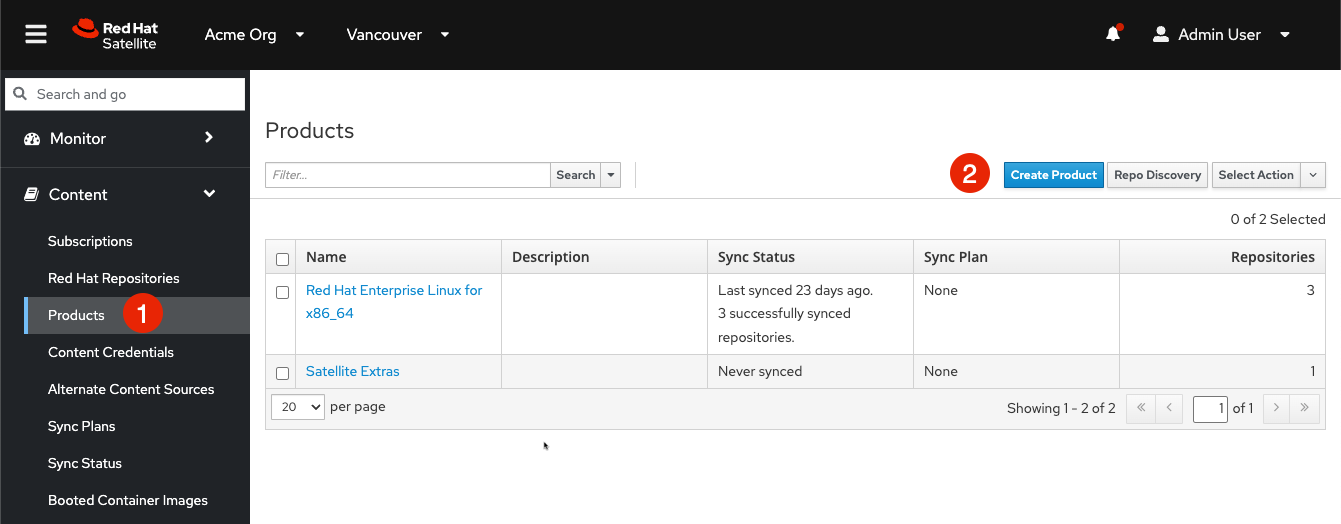 Red Hat
Satellite
Acme Org
Vancouver
Admin User
Search and go
Monitor
Content
Subscriptions
Red Hat Repositories
Products
1
Content Credentials
Alternate Content Sources
Sync Plans
Sync Status
Booted Container Images
Products
Filter...
Search
2
Create Product
Repo Discovery
Select Action
0 of 2 Selected
Name Description Sync Status Sync Plan Repositories
Red Hat Enterprise Linux for
x86_64
Last synced 23 days ago.
3 successfully synced
repositories.
None
3
Satellite Extras Never synced None 1
20 per page
Showing 1 - 2 of 2 « ‹ 1 of 1 › »